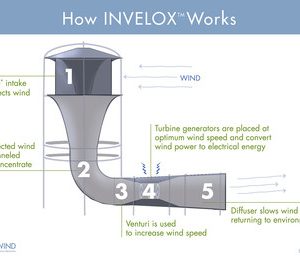 How INVELOX™ Works
1
" intake
ects wind
WIND
Turbine generators are placed at
optimum wind speed and convert
wind power to electrical energy
ected wind
neled
centrate
2
3
4
5
Venturi is used
to increase wind speed
Diffuser slows wind
returning to environ
WIND